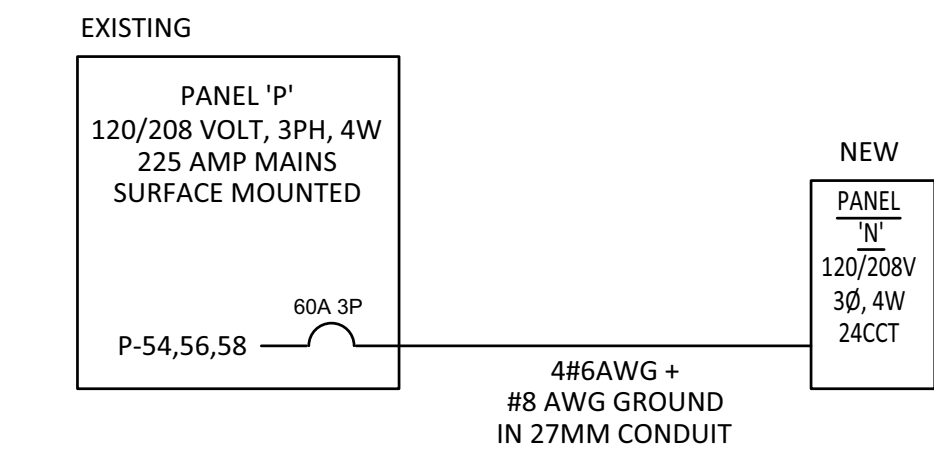 EXISTING
PANEL 'P'
120/208 VOLT, 3PH, 4W
225 AMP MAINS
SURFACE MOUNTED
60A 3P
P-54,56,58
4#6AWG +
#8 AWG GROUND
IN 27MM CONDUIT
NEW
PANEL
'N'
120/208V
3Ø, 4W
24CCT